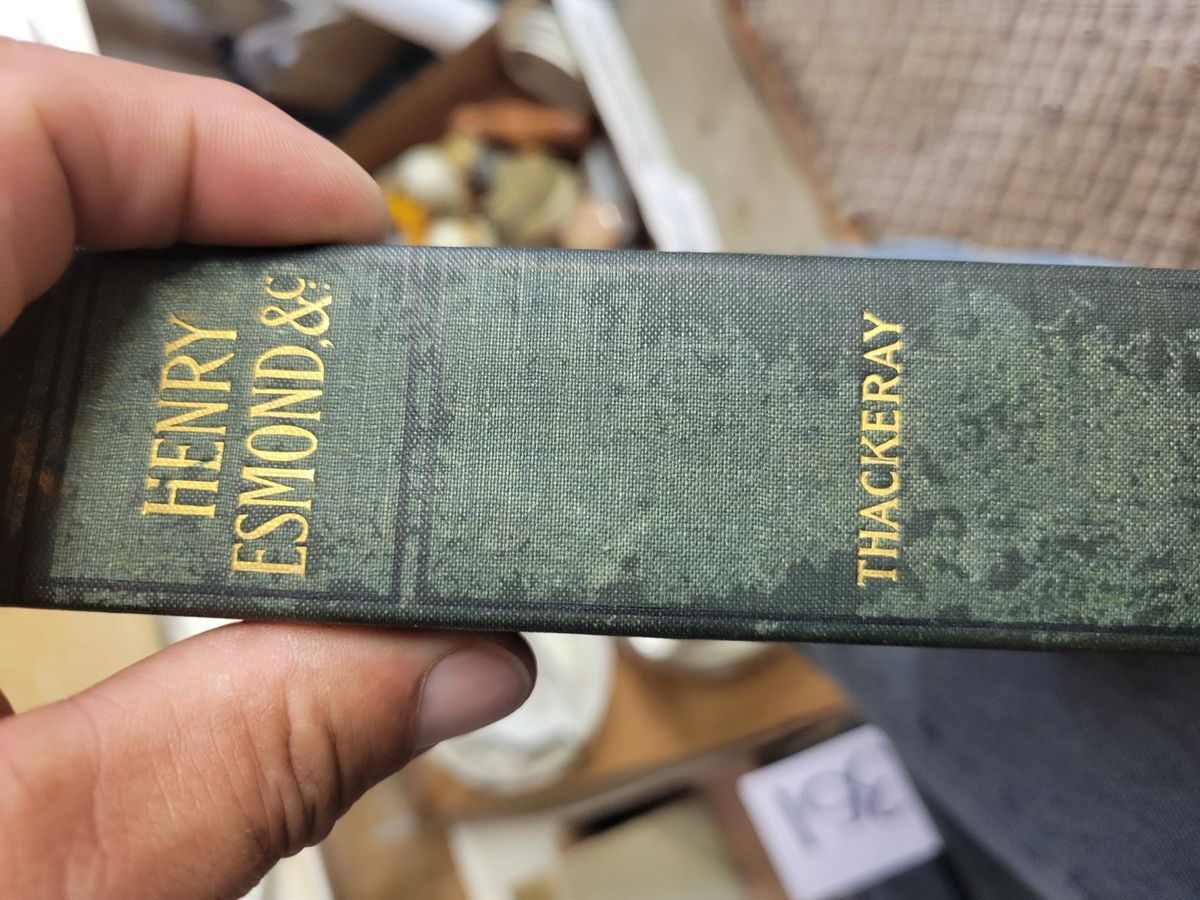 HENRY
ESMOND, &c.
THACKERAY